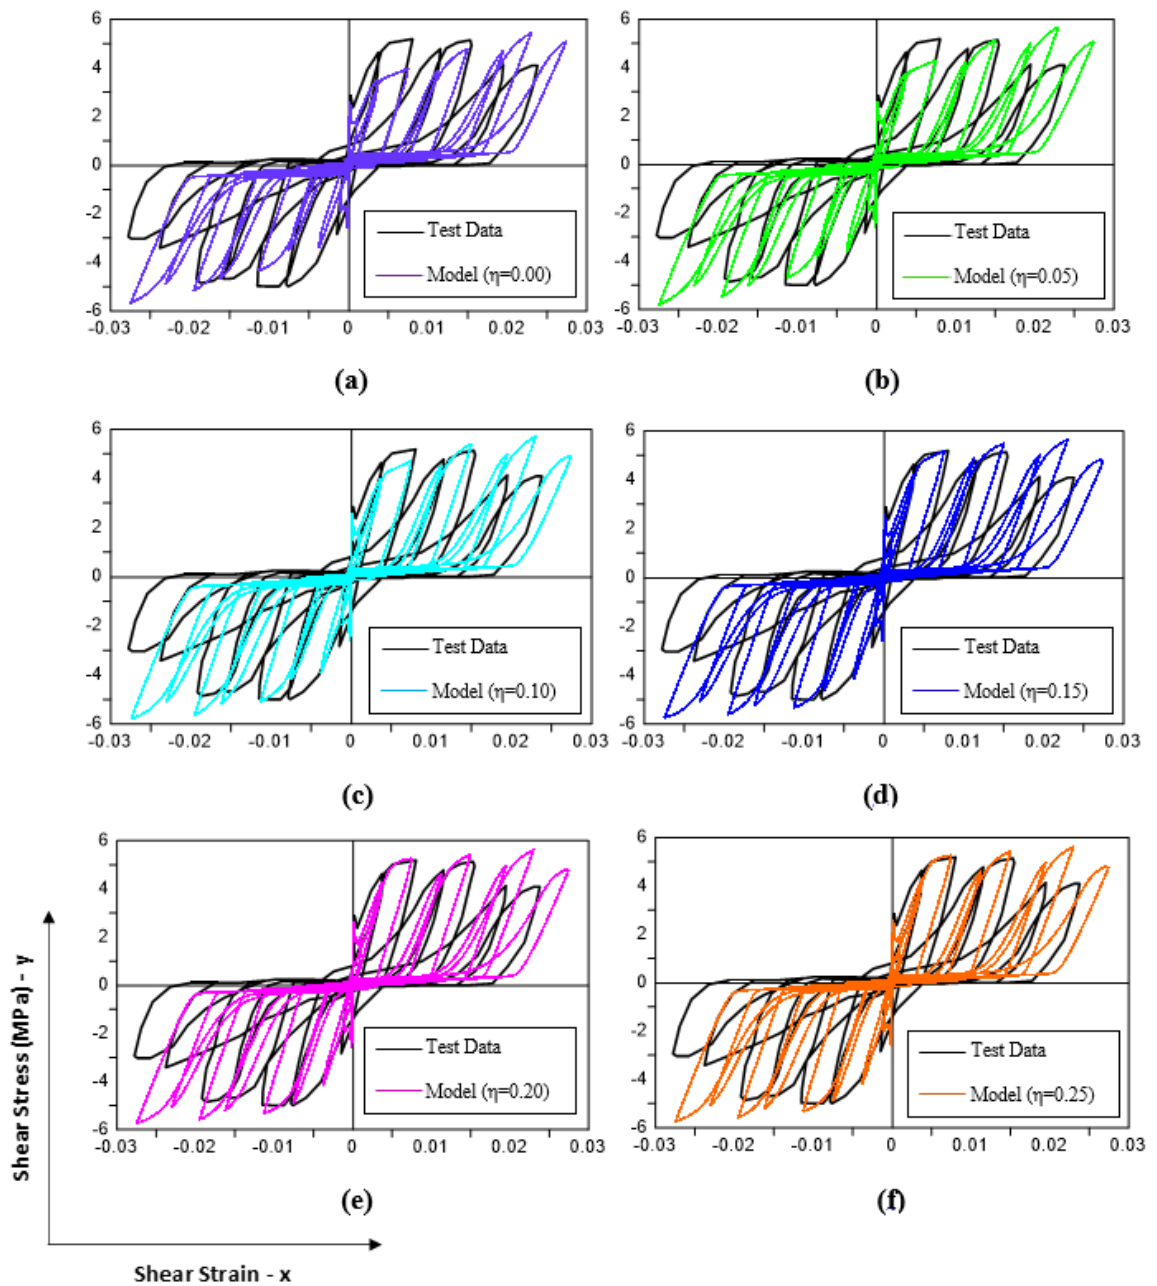 6
4
2
0
-2
-4
-6
Test Data
Model (η=0.00)
-0.03 -0.02 -0.01 0 0.01 0.02 0.03
(a)
6
4
2
0
-2
-4
-6
Test Data
Model (η=0.05)
-0.03 -0.02 -0.01 0 0.01 0.02 0.03
(b)
6
4
2
0
-2
-4
-6
Test Data
Model (η=0.10)
-0.03 -0.02 -0.01 0 0.01 0.02 0.03
(c)
6
4
2
0
-2
-4
-6
Test Data
Model (η=0.15)
-0.03 -0.02 -0.01 0 0.01 0.02 0.03
(d)
6
4
2
0
-2
-4
-6
Test Data
Model (η=0.20)
-0.03 -0.02 -0.01 0 0.01 0.02 0.03
(e)
6
4
2
0
-2
-4
-6
Test Data
Model (η=0.25)
-0.03 -0.02 -0.01 0 0.01 0.02 0.03
(f)
Shear Stress (MPa) - y
Shear Strain - x